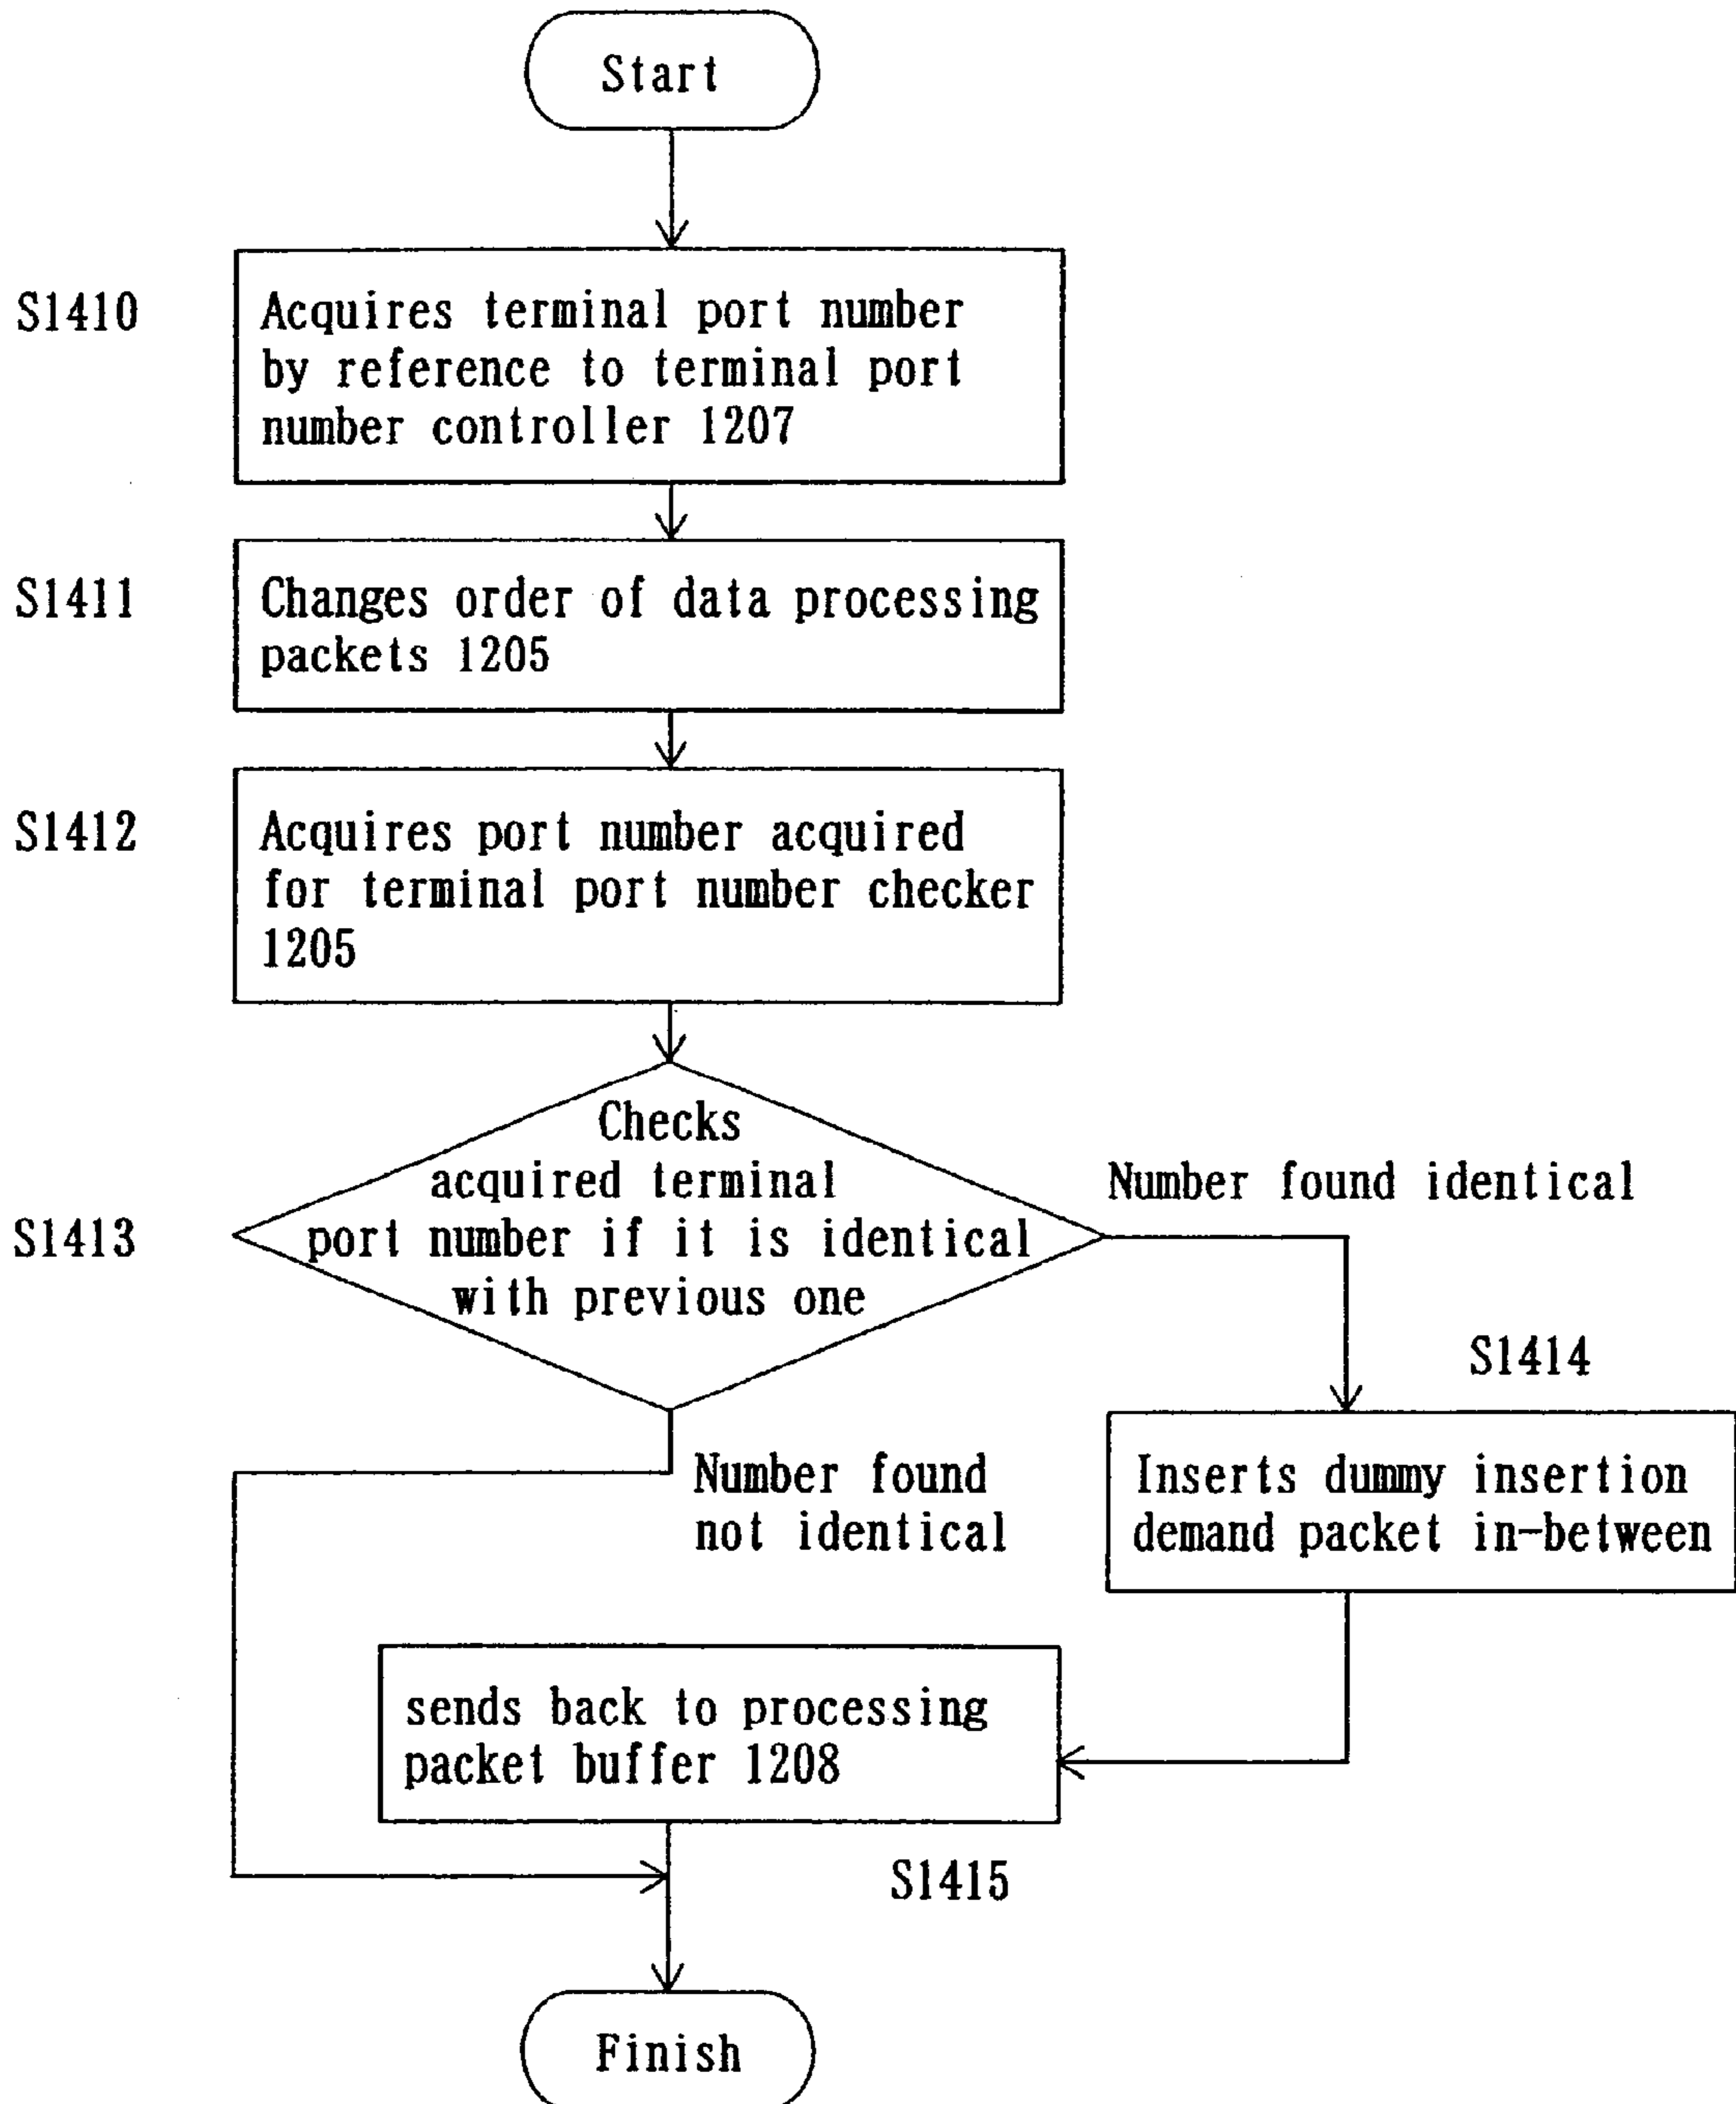 Start
S1410
Acquires terminal port number
by reference to terminal port
number controller 1207
S1411
Changes order of data processing
packets 1205
S1412
Acquires port number acquired
for terminal port number checker
1205
S1413
Checks
acquired terminal
port number if it is identical
with previous one
Number found identical
S1414
Number found
not identical
Inserts dummy insertion
demand packet in-between
sends back to processing
packet buffer 1208
S1415
Finish